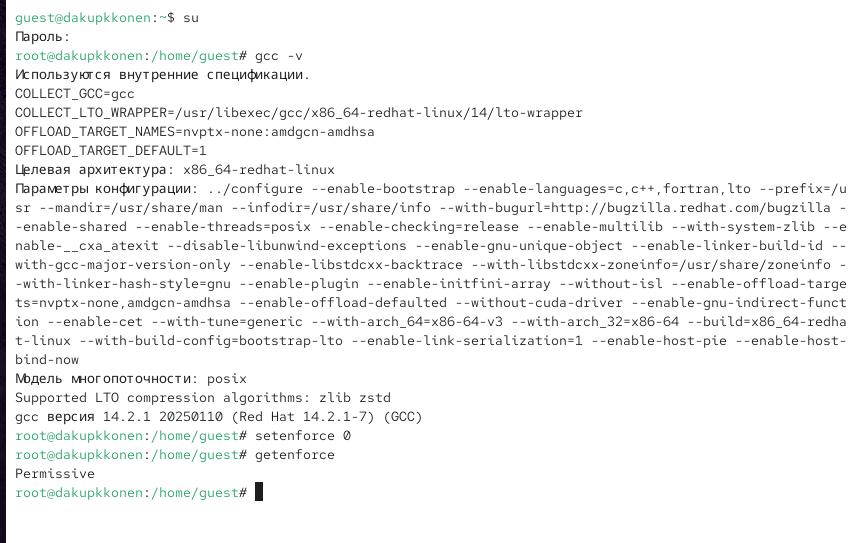 guest@dakupkkonen:~$ su
Пароль:
root@dakupkkonen:/home/guest# gcc -v
Используются внутренние спецификации.
COLLECT_GCC=gcc
COLLECT_LTO_WRAPPER=/usr/libexec/gcc/x86_64-redhat-linux/14/lto-wrapper
OFFLOAD_TARGET_NAMES=nvptx-none:amdgcn-amdhsa
OFFLOAD_TARGET_DEFAULT=1
Целевая архитектура: x86_64-redhat-linux
Параметры конфигурации: ../configure --enable-bootstrap --enable-languages=c,c++,fortran,lto --prefix=/u
sr --mandir=/usr/share/man --infodir=/usr/share/info --with-bugurl=http://bugzilla.redhat.com/bugzilla -
-enable-shared --enable-threads=posix --enable-checking=release --enable-multilib --with-system-zlib --e
nable-__cxa_atexit --disable-libunwind-exceptions --enable-gnu-unique-object --enable-linker-build-id --
with-gcc-major-version-only --enable-libstdcxx-backtrace --with-libstdcxx-zoneinfo=/usr/share/zoneinfo -
-with-linker-hash-style=gnu --enable-plugin --enable-initfini-array --without-isl --enable-offload-targe
ts=nvptx-none,amdgcn-amdhsa --enable-offload-defaulted --without-cuda-driver --enable-gnu-indirect-funct
ion --enable-cet --with-tune=generic --with-arch_64=x86-64-v3 --with-arch_32=x86-64 --build=x86_64-redha
t-linux --with-build-config=bootstrap-lto --enable-link-serialization=1 --enable-host-pie --enable-host-
bind-now
Модель многопоточности: posix
Supported LTO compression algorithms: zlib zstd
gcc версия 14.2.1 20250110 (Red Hat 14.2.1-7) (GCC)
root@dakupkkonen:/home/guest# setenforce 0
root@dakupkkonen:/home/guest# getenforce
Permissive
root@dakupkkonen:/home/guest#